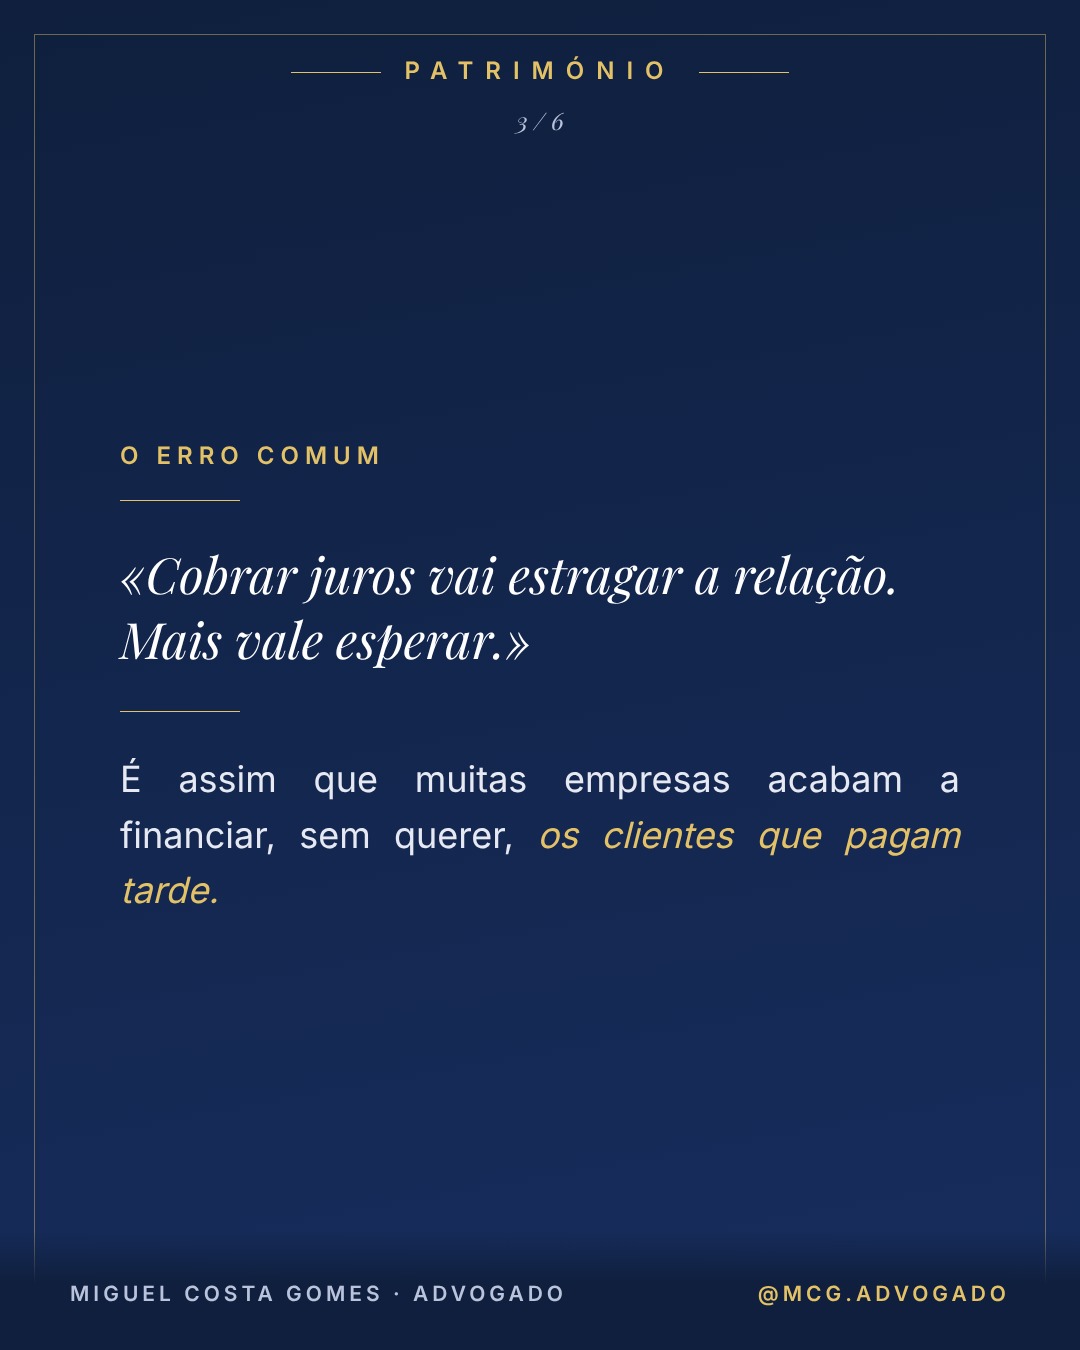 PATRIMÓNIO
3 / 6
O ERRO COMUM
«Cobrar juros vai estragar a relação.
Mais vale esperar.»
É assim que muitas empresas acabam a
financiar, sem querer, os clientes que pagam
tarde.
MIGUEL COSTA GOMES · ADVOGADO
@MCG.ADVOGADO